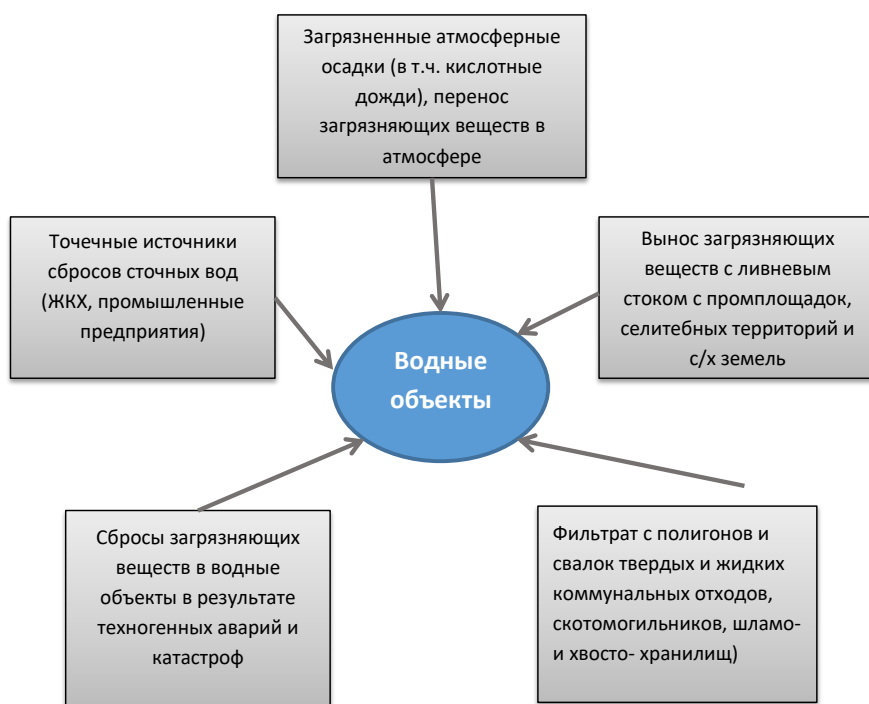 Загрязненные атмосферные
осадки (в т.ч. кислотные
дожди), перенос
загрязняющих веществ в
атмосфере
Точечные источники
сбросов сточных вод
(ЖКХ, промышленные
предприятия)
Вынос загрязняющих
веществ с ливневым
стоком с промплощадок,
селитебных территорий и
с/х земель
Водные
объекты
Сбросы загрязняющих
веществ в водные
объекты в результате
техногенных аварий и
катастроф
Фильтрат с полигонов и
свалок твердых и жидких
коммунальных отходов,
скотомогильников, шламо-
и хвосто- хранилищ)